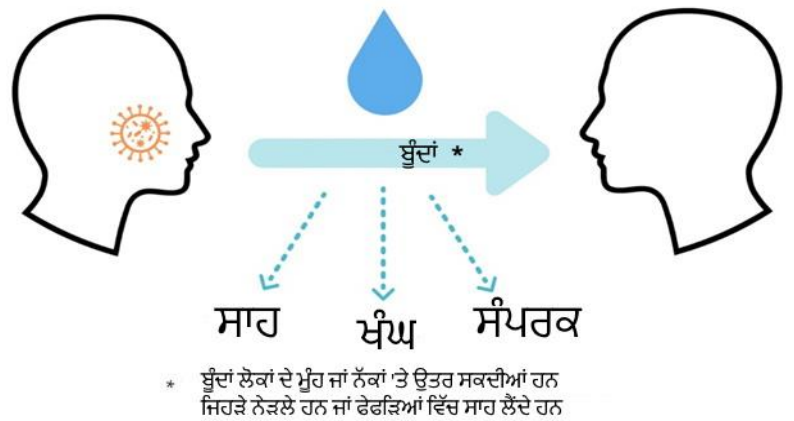 ਬੂੰਦਾਂ *
ਸਾਹ ਖੰਘ ਸੰਪਰਕ
* ਬੂੰਦਾਂ ਲੋਕਾਂ ਦੇ ਮੂੰਹ ਜਾਂ ਨੱਕਾਂ 'ਤੇ ਉਤਰ ਸਕਦੀਆਂ ਹਨ
ਜਿਹੜੇ ਨੇੜਲੇ ਹਨ ਜਾਂ ਫੇਫੜਿਆਂ ਵਿੱਚ ਸਾਹ ਲੈਂਦੇ ਹਨ